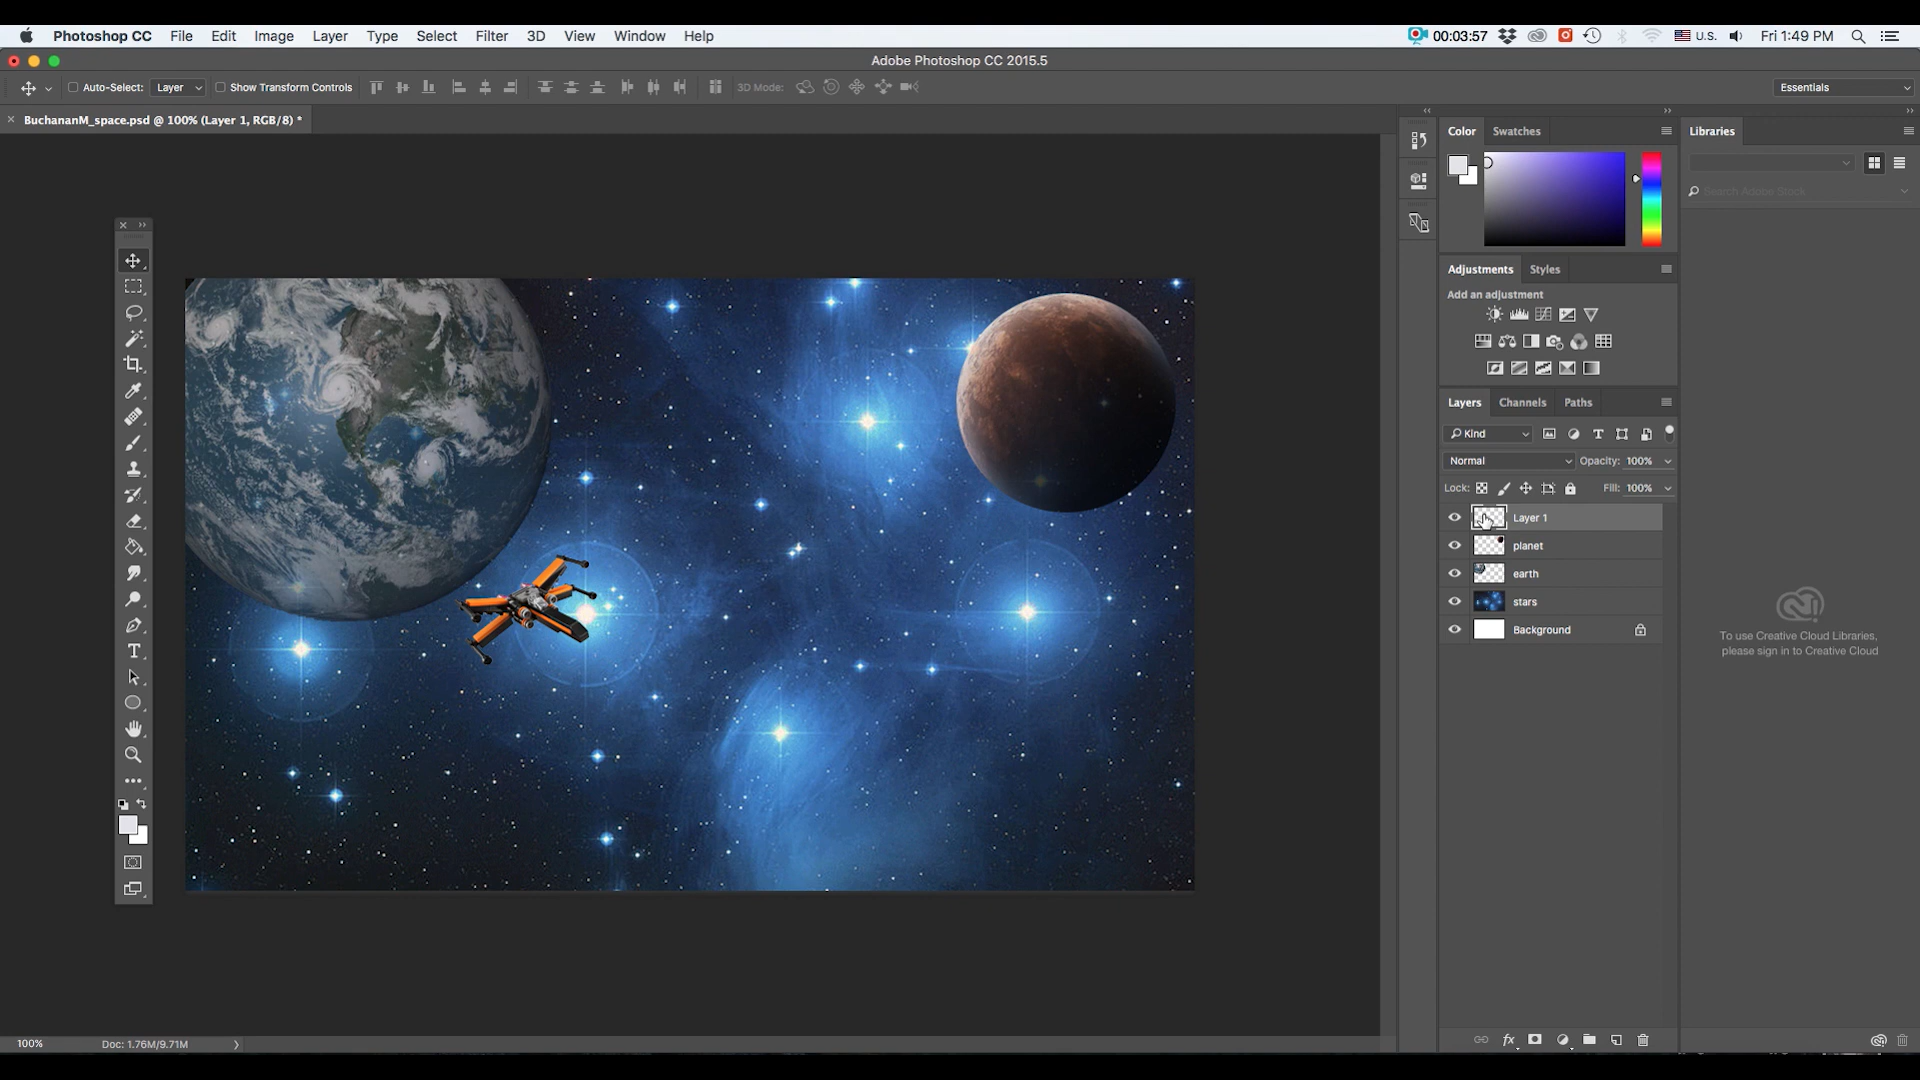 Photoshop CC File Edit Image Layer Type Select Filter 3D View Window Help 00:03:57 U.S. Fri 1:49 PM
Adobe Photoshop CC 2015.5
Auto-Select: Layer Show Transform Controls 3D Mode: Essentials
BuchananM_space.psd @ 100% (Layer 1, RGB/8) *
Color Swatches
Libraries
Search Adobe Stock
Adjustments Styles
Add an adjustment
Layers Channels Paths
Kind
Normal Opacity: 100%
Lock: Fill: 100%
Layer 1
planet
earth
stars
Background
To use Creative Cloud Libraries,
please sign in to Creative Cloud
100% Doc: 1.76M/9.71M